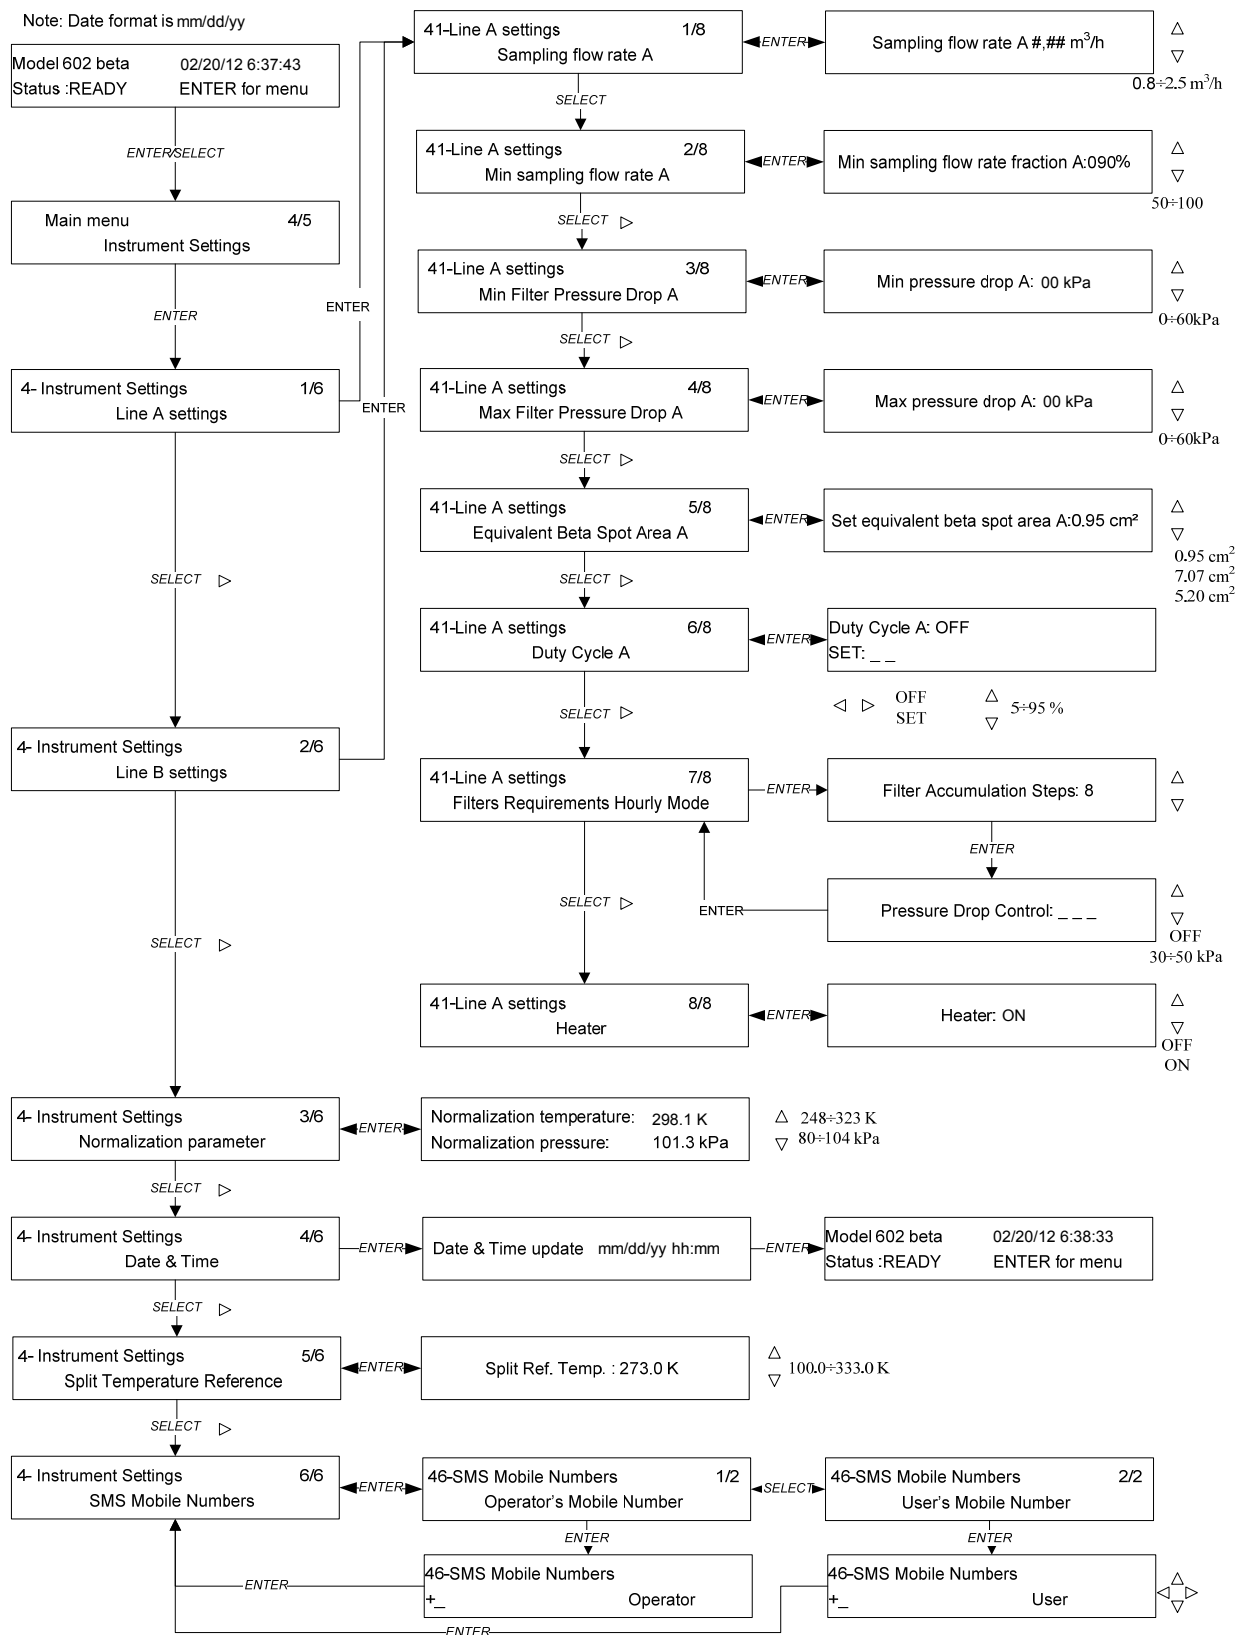 Note: Date format is mm/dd/yy
Model 602 beta 02/20/12 6:37:43
Status :READY ENTER for menu
ENTER/SELECT
Main menu 4/5
Instrument Settings
ENTER
4- Instrument Settings 1/6
Line A settings
ENTER
ENTER
SELECT
4- Instrument Settings 2/6
Line B settings
SELECT
41-Line A settings 1/8
Sampling flow rate A
ENTER
Sampling flow rate A #,## m³/h
0.8÷2.5 m³/h
SELECT
41-Line A settings 2/8
Min sampling flow rate A
ENTER
Min sampling flow rate fraction A:090%
50÷100
SELECT
41-Line A settings 3/8
Min Filter Pressure Drop A
ENTER
Min pressure drop A: 00 kPa
0÷60kPa
SELECT
41-Line A settings 4/8
Max Filter Pressure Drop A
ENTER
Max pressure drop A: 00 kPa
0÷60kPa
SELECT
41-Line A settings 5/8
Equivalent Beta Spot Area A
ENTER
Set equivalent beta spot area A:0.95 cm²
0.95 cm²
7.07 cm²
5.20 cm²
SELECT
41-Line A settings 6/8
Duty Cycle A
ENTER
Duty Cycle A: OFF
SET: _ _
OFF
SET
5÷95 %
SELECT
41-Line A settings 7/8
Filters Requirements Hourly Mode
ENTER
Filter Accumulation Steps: 8
ENTER
Pressure Drop Control: _ _ _
OFF
30÷50 kPa
ENTER
SELECT
41-Line A settings 8/8
Heater
ENTER
Heater: ON
OFF
ON
4- Instrument Settings 3/6
Normalization parameter
ENTER
Normalization temperature: 298.1 K
Normalization pressure: 101.3 kPa
248÷323 K
80÷104 kPa
SELECT
4- Instrument Settings 4/6
Date & Time
ENTER
Date & Time update mm/dd/yy hh:mm
ENTER
Model 602 beta 02/20/12 6:38:33
Status :READY ENTER for menu
SELECT
4- Instrument Settings 5/6
Split Temperature Reference
ENTER
Split Ref. Temp. : 273.0 K
100.0÷333.0 K
SELECT
4- Instrument Settings 6/6
SMS Mobile Numbers
ENTER
46-SMS Mobile Numbers 1/2
Operator's Mobile Number
SELECT
46-SMS Mobile Numbers 2/2
User's Mobile Number
ENTER
ENTER
46-SMS Mobile Numbers
+_ Operator
46-SMS Mobile Numbers
+_ User
ENTER
ENTER